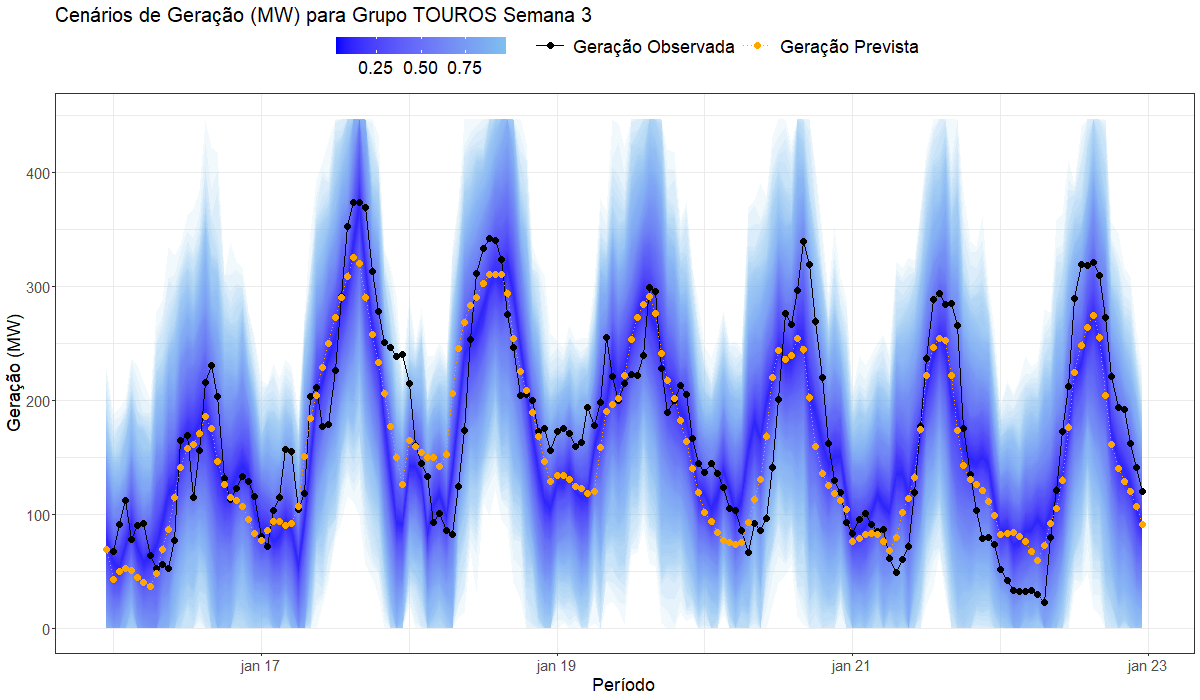 Cenários de Geração (MW) para Grupo TOUROS Semana 3
0.25 0.50 0.75
Geração Observada
Geração Prevista
Geração (MW)
400
300
200
100
0
jan 17
jan 19
jan 21
jan 23
Período